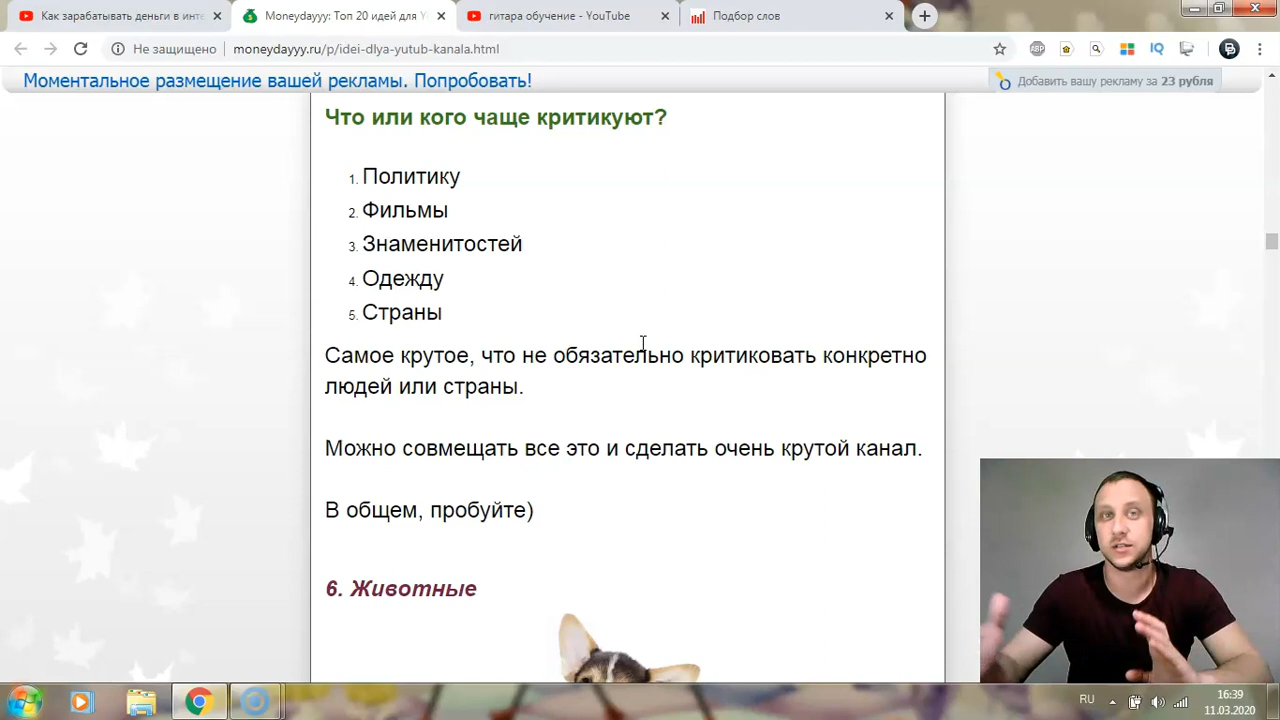 Как зарабатывать деньги в инте
Moneydayyy: Топ 20 идей для Y
гитара обучение - YouTube
Подбор слов
Не защищено
moneydayyy.ru/p/idei-dlya-yutub-kanala.html
ABP
IQ
Моментальное размещение вашей рекламы. Попробовать!
Добавить вашу рекламу за 23 рубля
Что или кого чаще критикуют?
1. Политику
2. Фильмы
3. Знаменитостей
4. Одежду
5. Страны
Самое крутое, что не обязательно критиковать конкретно
людей или страны.
Можно совмещать все это и сделать очень крутой канал.
В общем, пробуйте)
6. Животные
RU
16:39
11.03.2020